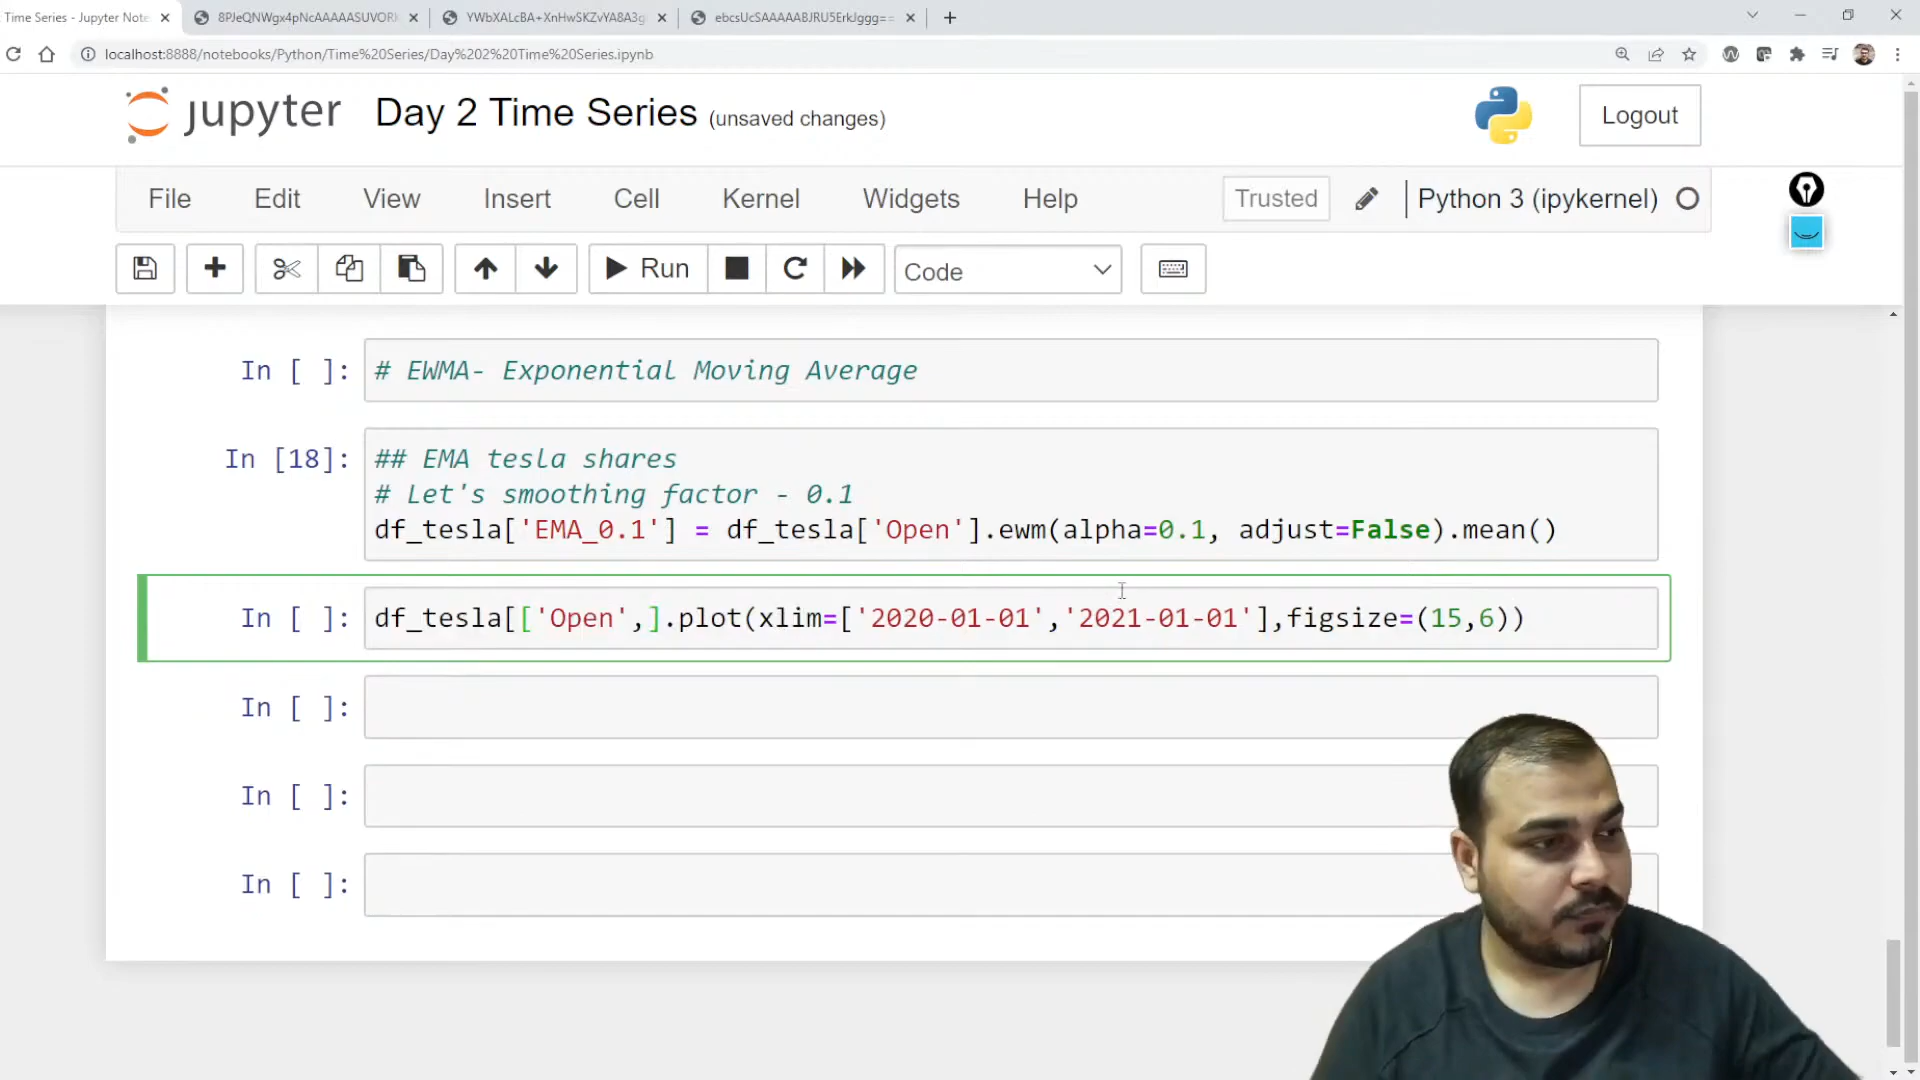 Time Series - Jupyter Note
8PJeQNWgx4pNcAAAAASUVORK
YWbXALcBA+XnHwSKZvYA8A3g
ebcsUcSAAAAABJRU5ErkJggg==
localhost:8888/notebooks/Python/Time%20Series/Day%202%20Time%20Series.ipynb
jupyter Day 2 Time Series (unsaved changes)
Logout
File Edit View Insert Cell Kernel Widgets Help Trusted Python 3 (ipykernel)
Run Code
In [ ]: # EWMA- Exponential Moving Average
In [18]: ## EMA tesla shares
# Let's smoothing factor - 0.1
df_tesla['EMA_0.1'] = df_tesla['Open'].ewm(alpha=0.1, adjust=False).mean()
In [ ]: df_tesla[['Open',].plot(xlim=['2020-01-01','2021-01-01'],figsize=(15,6))
In [ ]:
In [ ]:
In [ ]: